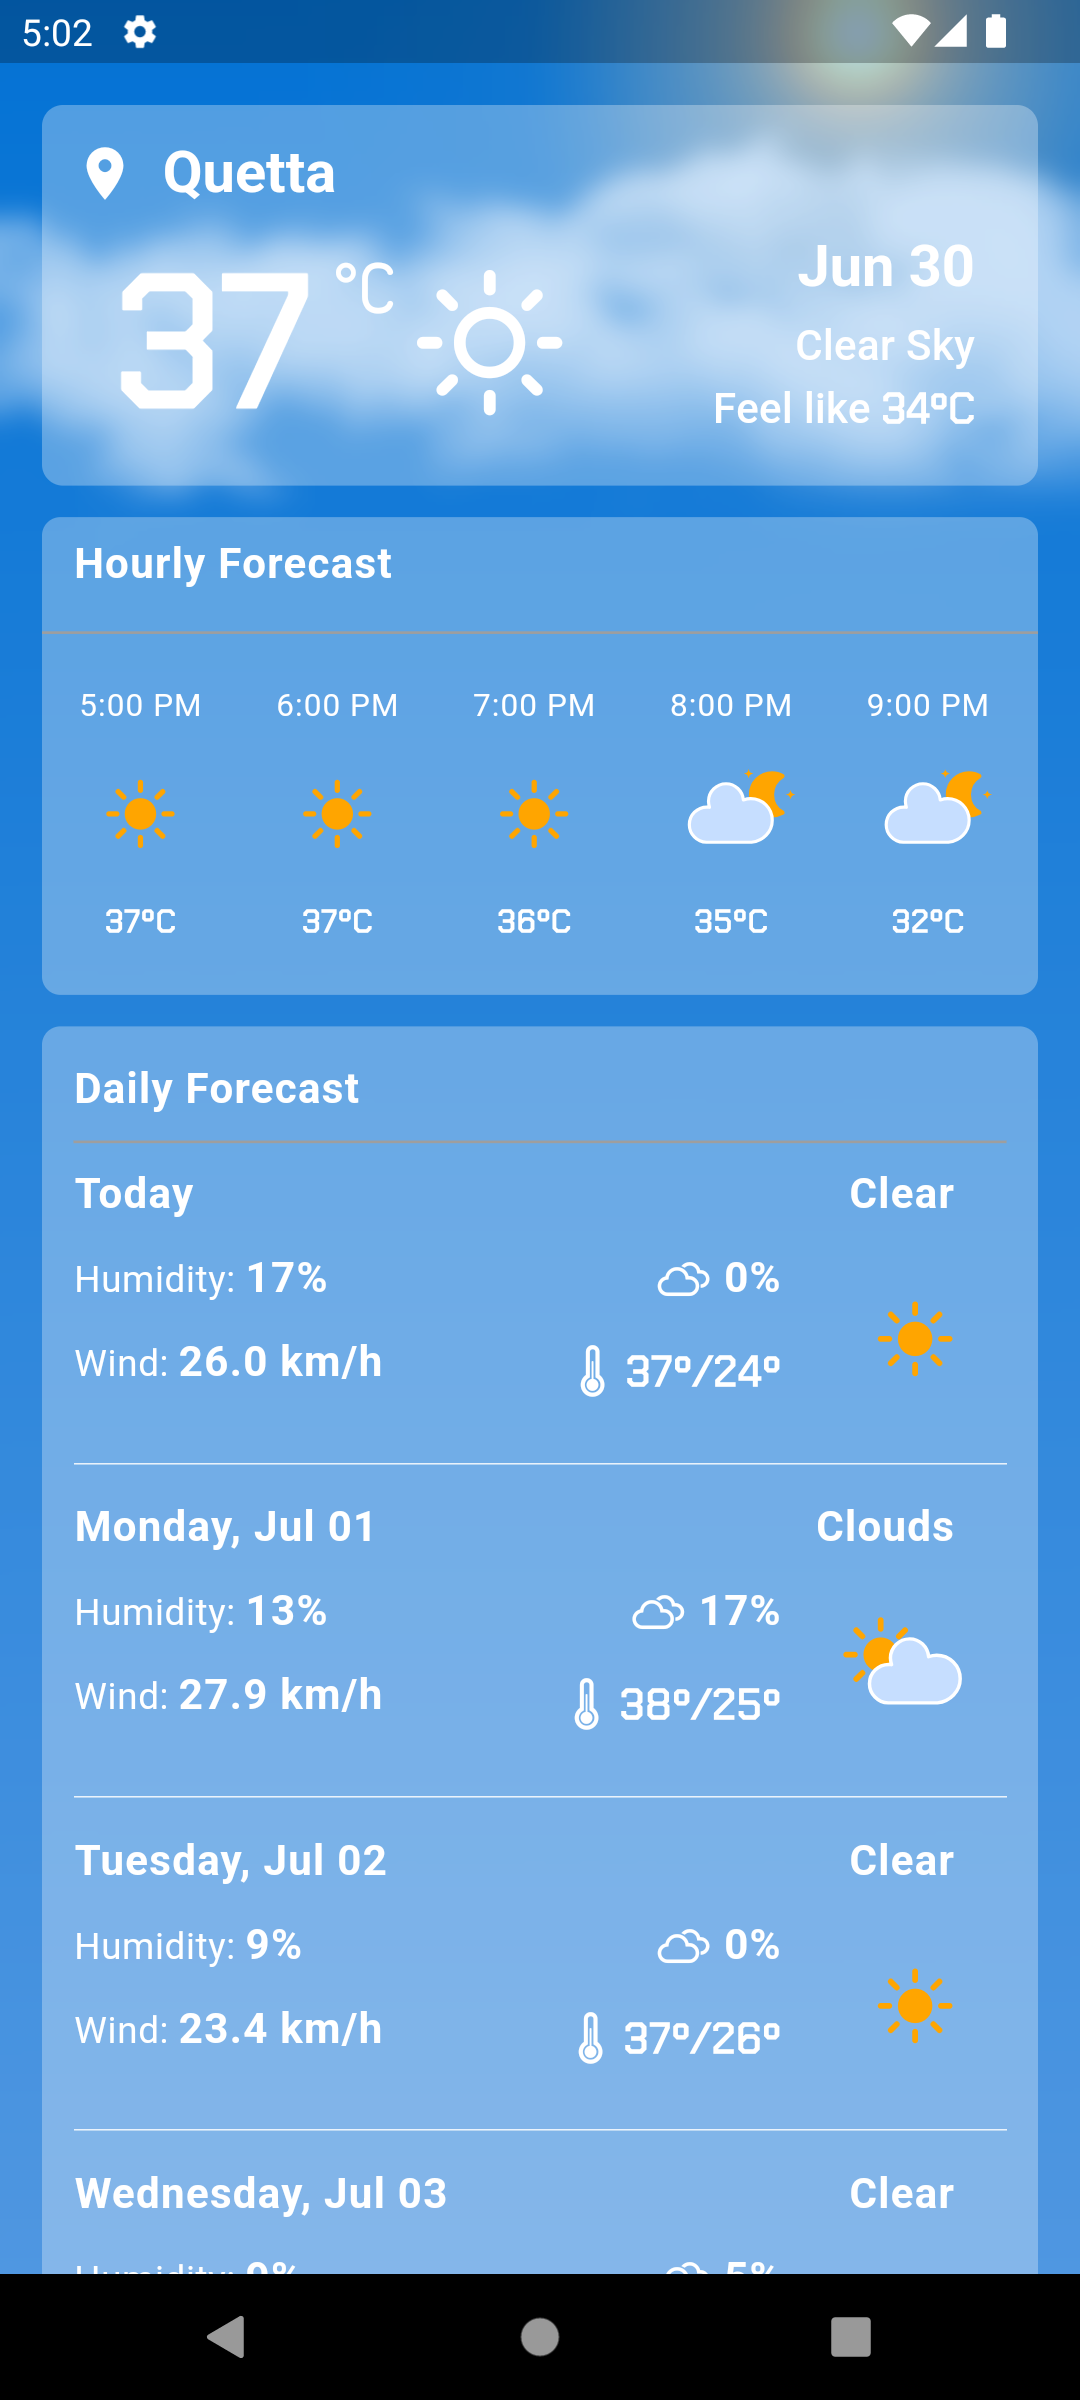 5:02
Quetta
37 °C
Jun 30
Clear Sky
Feel like 34°C
Hourly Forecast
5:00 PM 6:00 PM 7:00 PM 8:00 PM 9:00 PM
37°C 37°C 36°C 35°C 32°C
Daily Forecast
Today Clear
Humidity: 17% 0%
Wind: 26.0 km/h 37°/24°
Monday, Jul 01 Clouds
Humidity: 13% 17%
Wind: 27.9 km/h 38°/25°
Tuesday, Jul 02 Clear
Humidity: 9% 0%
Wind: 23.4 km/h 37°/26°
Wednesday, Jul 03 Clear